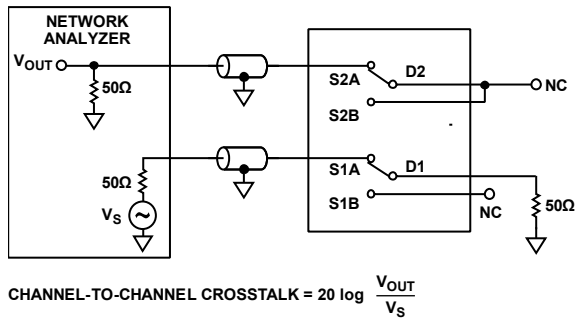 NETWORK
ANALYZER
VOUT
50Ω
S2A
D2
NC
S2B
50Ω
VS
S1A
D1
S1B
NC
50Ω
CHANNEL-TO-CHANNEL CROSSTALK = 20 log VOUT
VS